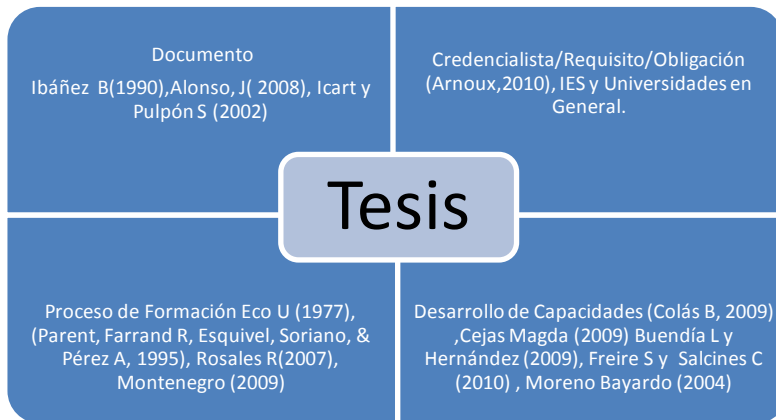 Documento
Ibáñez B(1990),Alonso, J( 2008), Icart y
Pulpón S (2002)
Credencialista/Requisito/Obligación
(Arnoux,2010), IES y Universidades en
General.
Tesis
Proceso de Formación Eco U (1977),
(Parent, Farrand R, Esquivel, Soriano, &
Pérez A, 1995), Rosales R(2007),
Montenegro (2009)
Desarrollo de Capacidades (Colás B, 2009)
,Cejas Magda (2009) Buendía L y
Hernández (2009), Freire S y Salcines C
(2010) , Moreno Bayardo (2004)